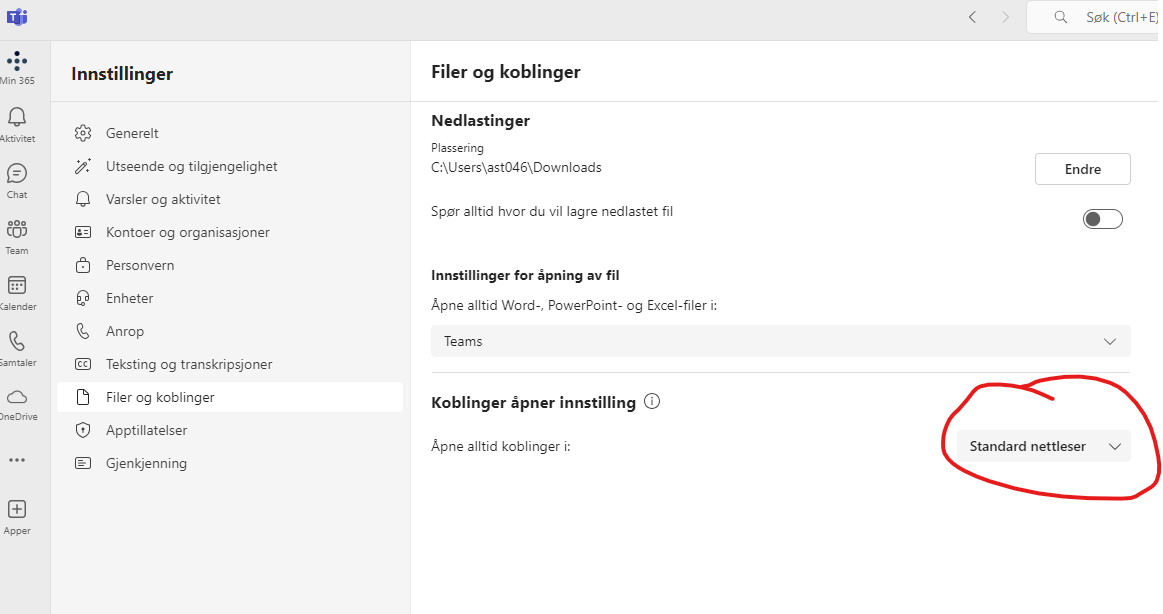 Søk (Ctrl+E)
Min 365
Aktivitet
Chat
Team
Kalender
Samtaler
OneDrive
Apper
Innstillinger
Generelt
Utseende og tilgjengelighet
Varsler og aktivitet
Kontoer og organisasjoner
Personvern
Enheter
Anrop
CC Teksting og transkripsjoner
Filer og koblinger
Apptillatelser
Gjenkjenning
Filer og koblinger
Nedlastinger
Plassering
C:\Users\ast046\Downloads
Endre
Spør alltid hvor du vil lagre nedlastet fil
Innstillinger for åpning av fil
Åpne alltid Word-, PowerPoint- og Excel-filer i:
Teams
Koblinger åpner innstilling
Åpne alltid koblinger i:
Standard nettleser